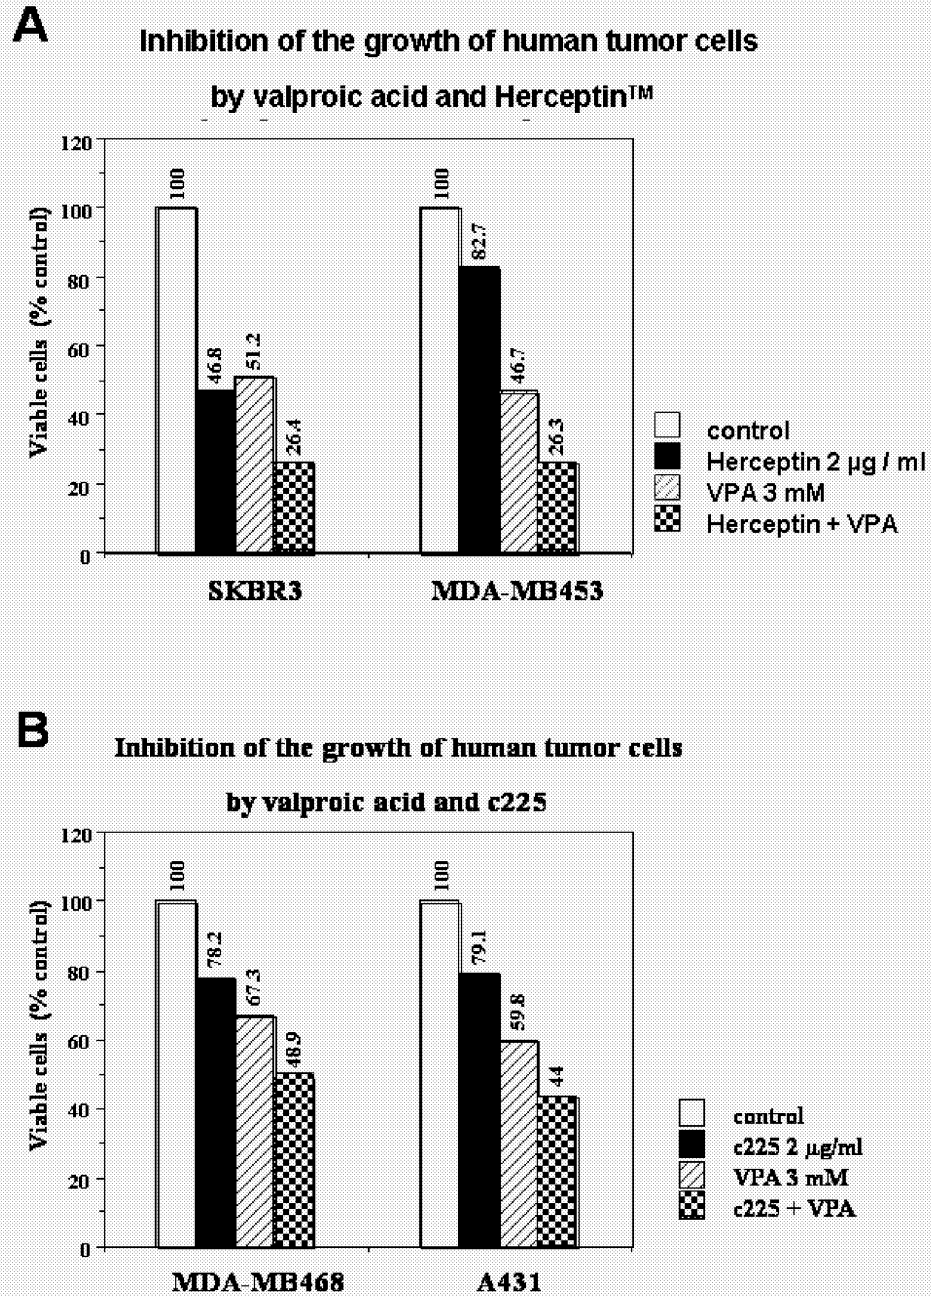 A
Inhibition of the growth of human tumor cells
by valproic acid and Herceptin™
120
100
80
60
40
20
0
Viable cells (% control)
100
46.8
51.2
26.4
100
82.7
46.7
26.3
SKBR3
MDA-MB453
control
Herceptin 2 µg / ml
VPA 3 mM
Herceptin + VPA
B
Inhibition of the growth of human tumor cells
by valproic acid and c225
120
100
80
60
40
20
0
Viable cells (% control)
100
78.2
67.3
48.9
100
79.1
59.8
44
MDA-MB468
A431
control
c225 2 µg/ml
VPA 3 mM
c225 + VPA